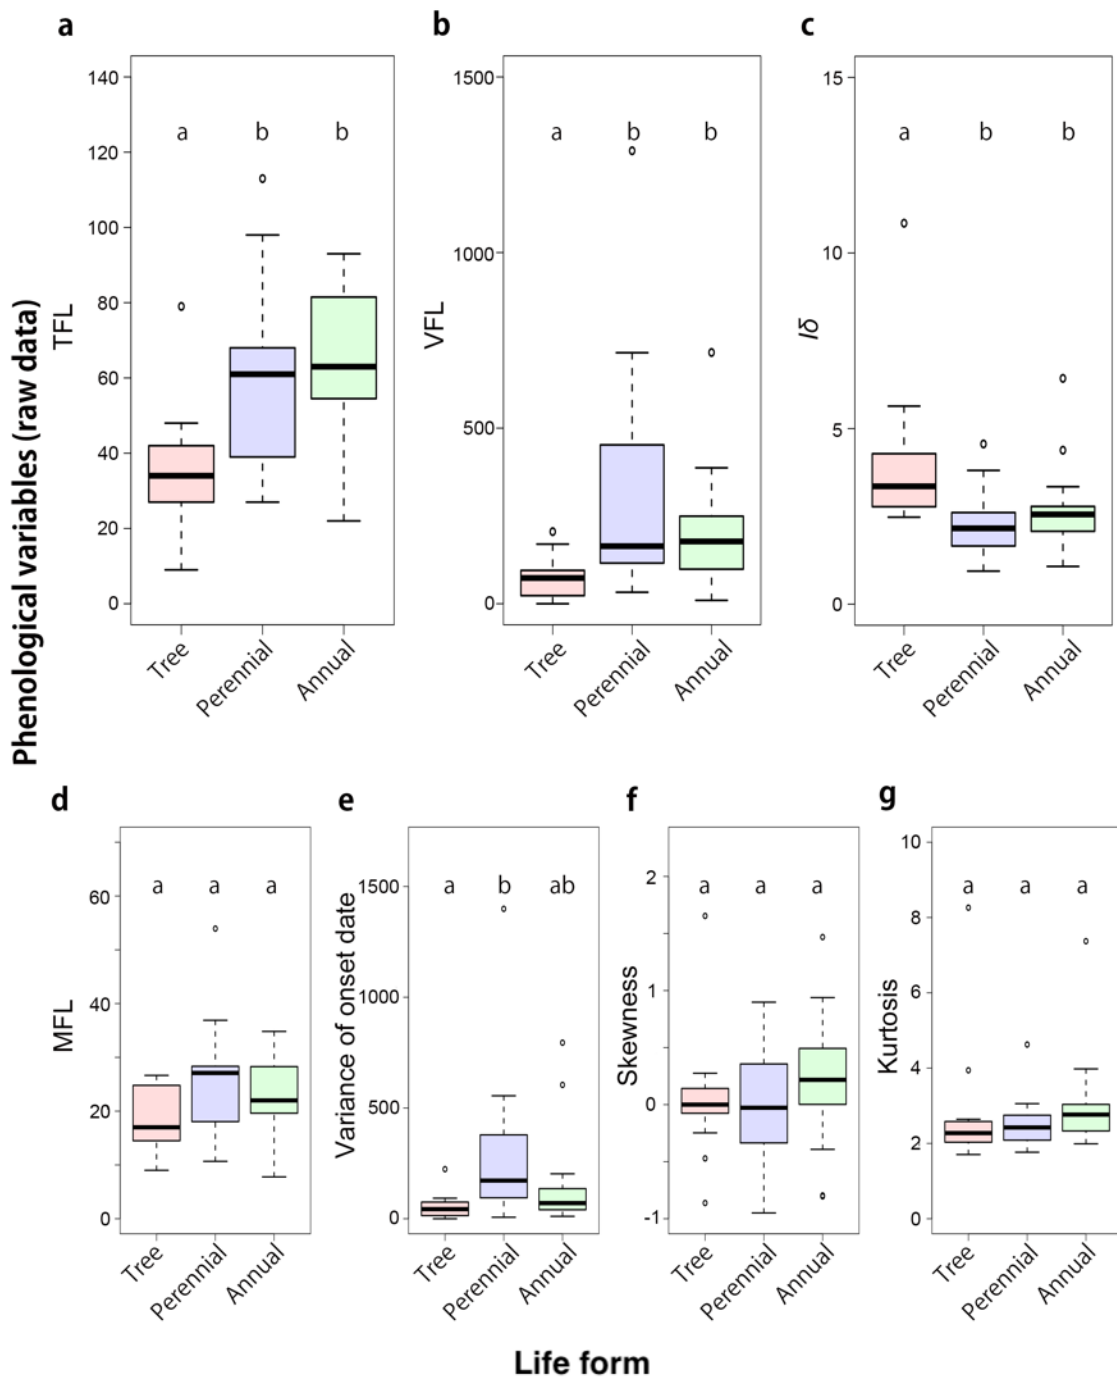 a
b
c
Phenological variables (raw data)
TFL
140
120
100
80
60
40
20
0
a b b
Tree Perennial Annual
VFL
1500
1000
500
0
a b b
Tree Perennial Annual
Iδ
15
10
5
0
a b b
Tree Perennial Annual
d
e
f
g
MFL
60
40
20
0
a a a
Tree Perennial Annual
Variance of onset date
1500
1000
500
0
a b ab
Tree Perennial Annual
Skewness
2
1
0
-1
a a a
Tree Perennial Annual
Kurtosis
10
8
6
4
2
0
a a a
Tree Perennial Annual
Life form